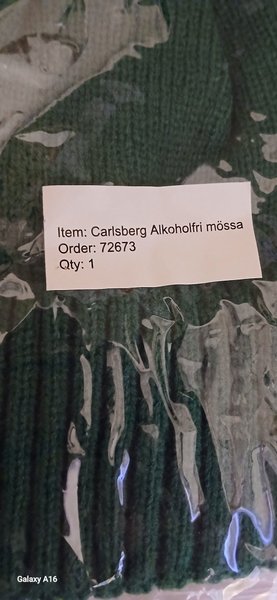 Item: Carlsberg Alkoholfri mössa
Order: 72673
Qty: 1
Galaxy A16